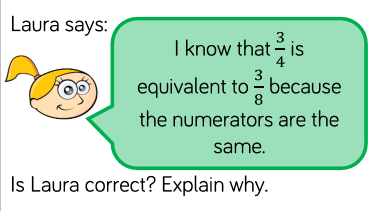 Laura says:
I know that 3/4 is
equivalent to 3/8 because
the numerators are the
same.
Is Laura correct? Explain why.